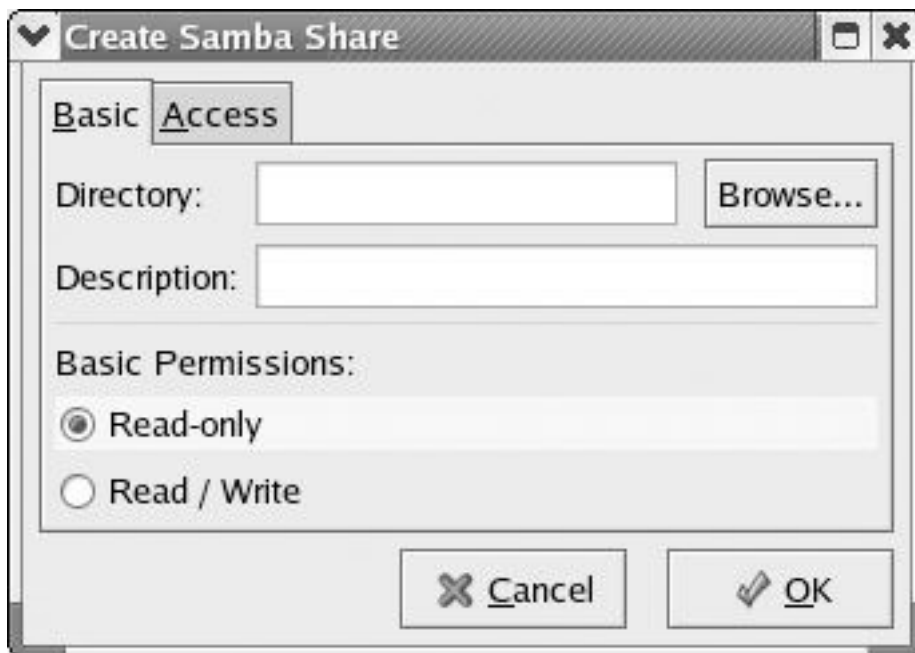 Create Samba Share
Basic Access
Directory: Browse...
Description:
Basic Permissions:
Read-only
Read / Write
Cancel OK